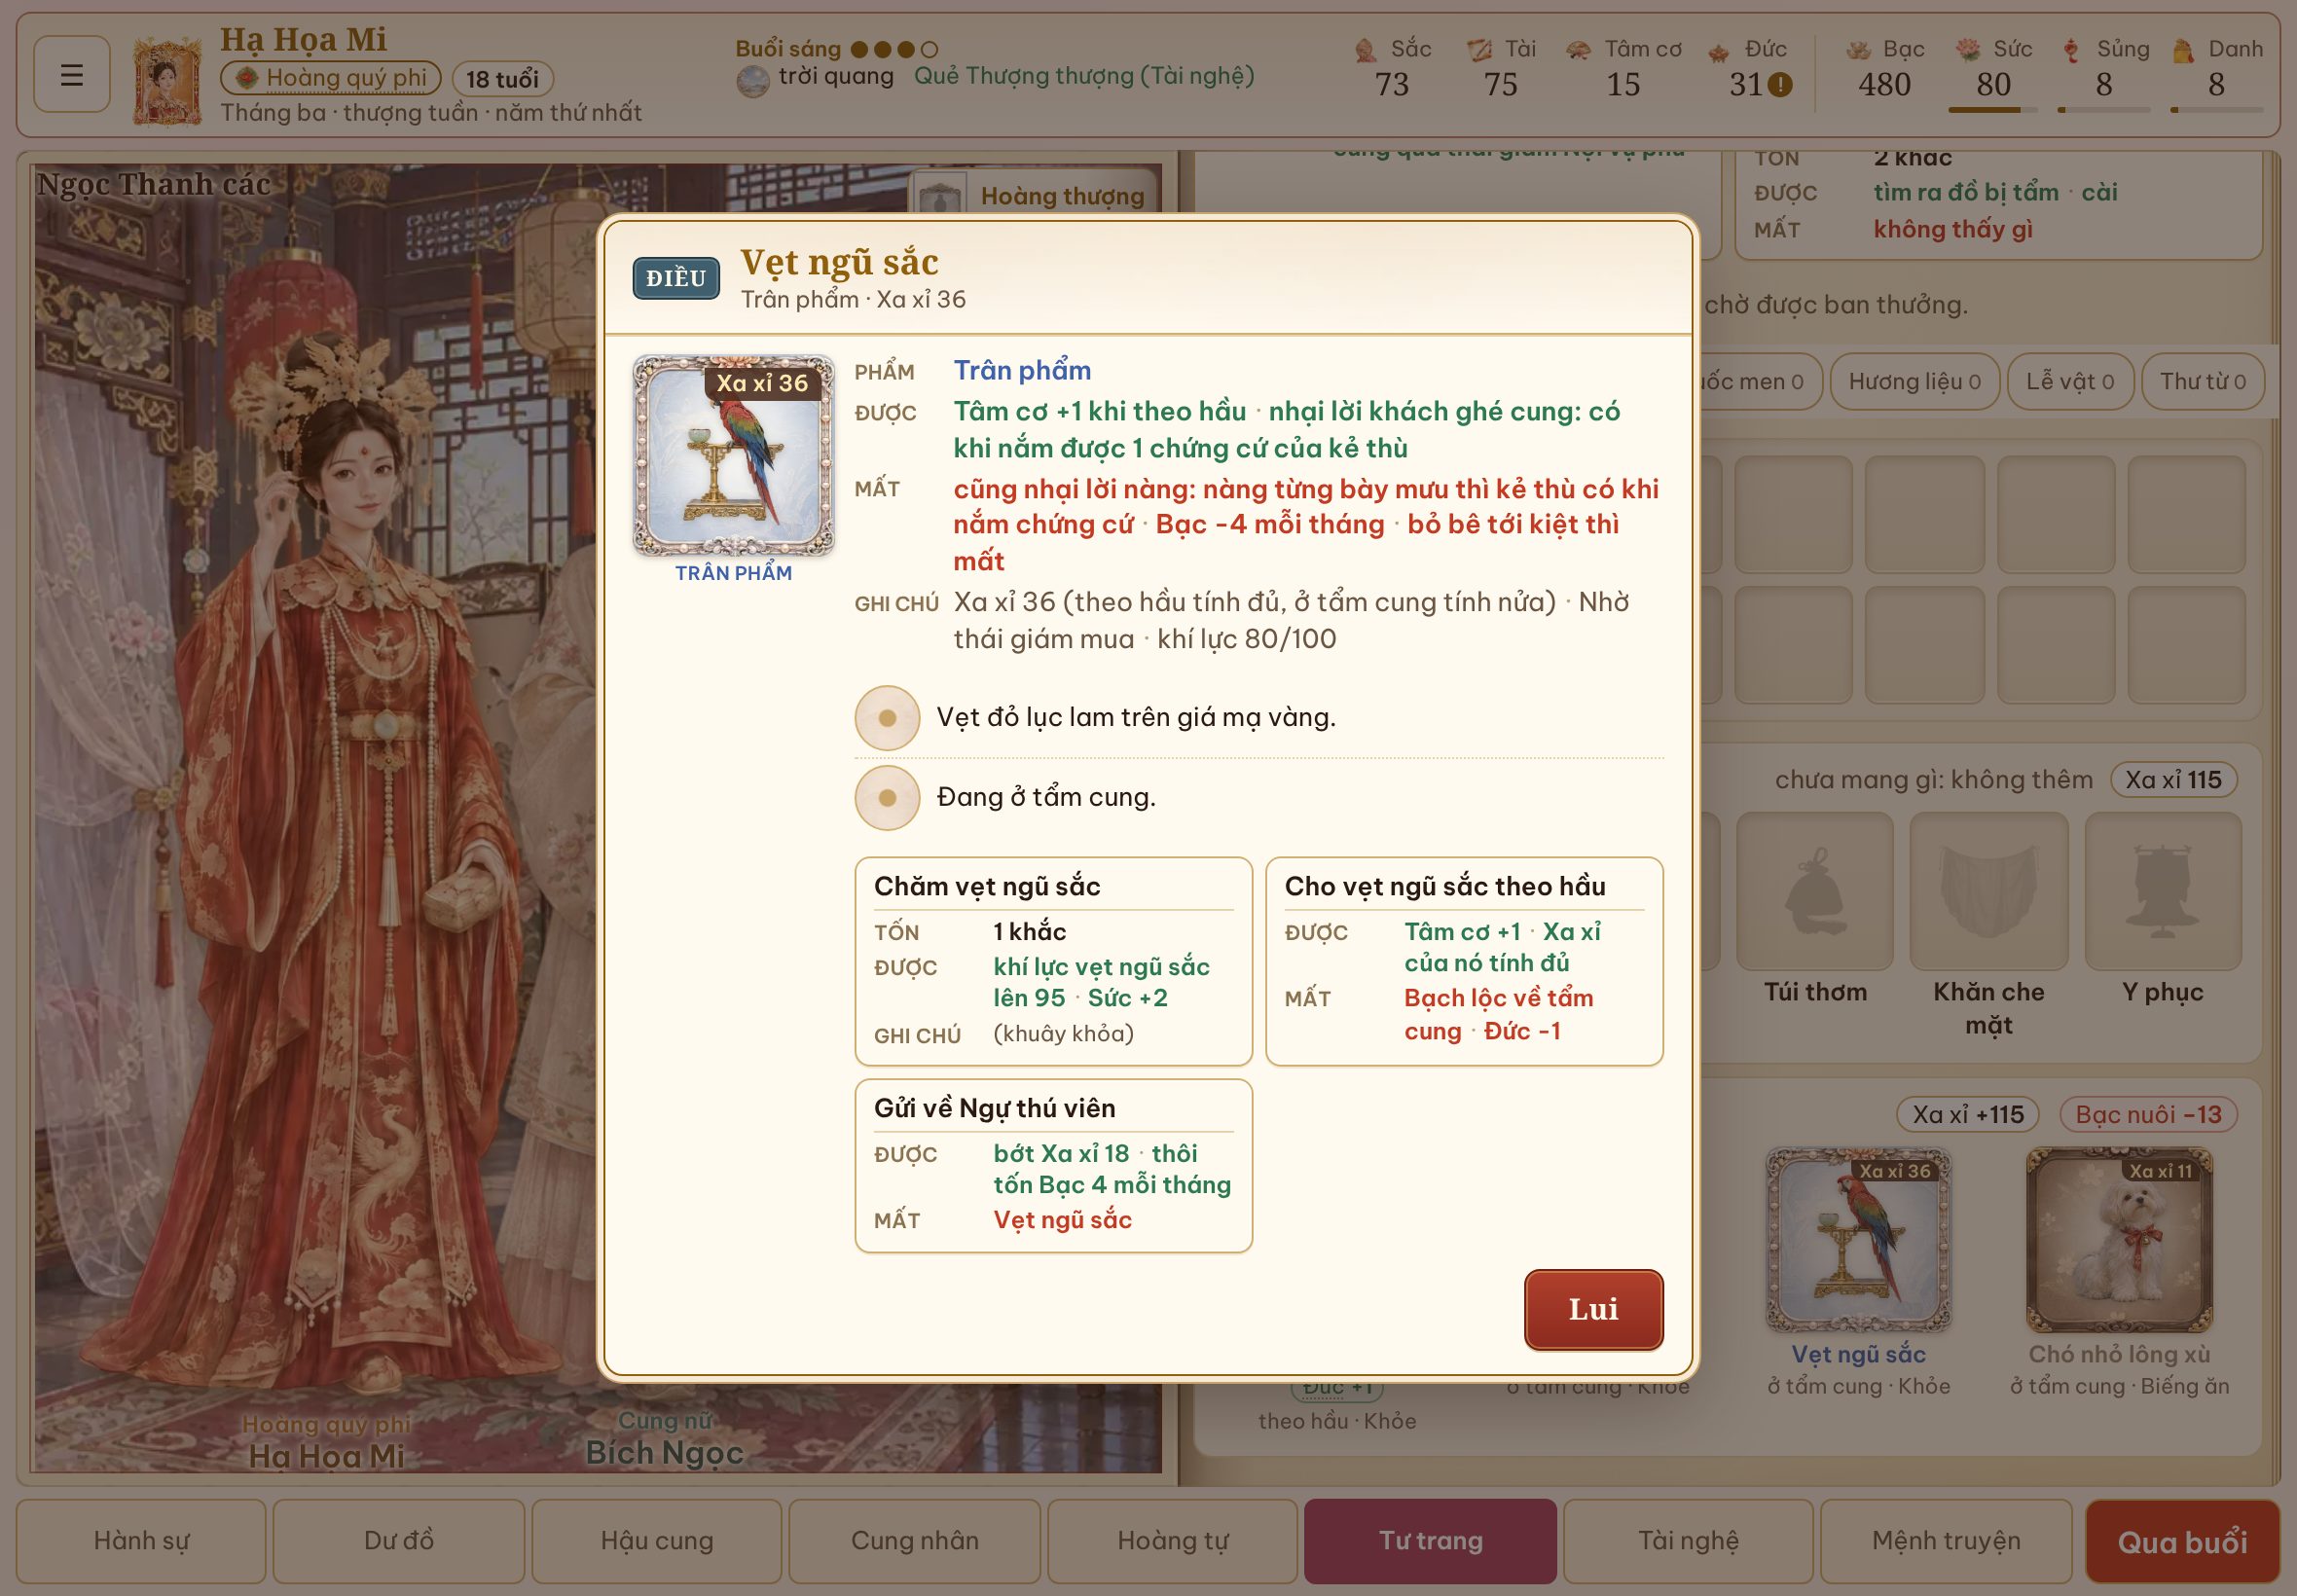 Hạ Họa Mi
Hoàng quý phi
18 tuổi
Tháng ba · thượng tuần · năm thứ nhất
Buổi sáng
trời quang Quẻ Thượng thượng (Tài nghệ)
Sắc
73
Tài
75
Tâm cơ
15
Đức
31
Bạc
480
Sức
80
Sủng
8
Danh
8
Ngọc Thanh các
Hoàng thượng
TỐN 2 khắc
ĐƯỢC tìm ra đồ bị tẩm · cài
MẤT không thấy gì
chờ được ban thưởng.
Hương liệu 0
Lễ vật 0
Thư từ 0
ĐIỀU
Vẹt ngũ sắc
Trân phẩm · Xa xỉ 36
Xa xỉ 36
TRÂN PHẨM
PHẨM Trân phẩm
ĐƯỢC Tâm cơ +1 khi theo hầu · nhại lời khách ghé cung: có
khi nắm được 1 chứng cứ của kẻ thù
MẤT cũng nhại lời nàng: nàng từng bày mưu thì kẻ thù có khi
nắm chứng cứ · Bạc -4 mỗi tháng · bỏ bê tới kiệt thì
mất
GHI CHÚ Xa xỉ 36 (theo hầu tính đủ, ở tẩm cung tính nửa) · Nhờ
thái giám mua · khí lực 80/100
Vẹt đỏ lục lam trên giá mạ vàng.
Đang ở tẩm cung.
Chăm vẹt ngũ sắc
TỐN 1 khắc
ĐƯỢC khí lực vẹt ngũ sắc
lên 95 · Sức +2
GHI CHÚ (khuây khỏa)
Cho vẹt ngũ sắc theo hầu
ĐƯỢC Tâm cơ +1 · Xa xỉ
của nó tính đủ
MẤT Bạch lộc về tẩm
cung · Đức -1
Gửi về Ngự thú viên
ĐƯỢC bớt Xa xỉ 18 · thôi
tốn Bạc 4 mỗi tháng
MẤT Vẹt ngũ sắc
Lui
chưa mang gì: không thêm
Xa xỉ 115
Túi thơm
Khăn che
mặt
Y phục
Xa xỉ +115
Bạc nuôi -13
Xa xỉ 36
Xa xỉ 11
Vẹt ngũ sắc
ở tẩm cung · Khỏe
Chó nhỏ lông xù
ở tẩm cung · Biếng ăn
Đức +1
theo hầu · Khỏe
ở tẩm cung · Khỏe
Hoàng quý phi
Hạ Họa Mi
Cung nữ
Bích Ngọc
Hành sự
Dư đồ
Hậu cung
Cung nhân
Hoàng tự
Tư trang
Tài nghệ
Mệnh truyện
Qua buổi